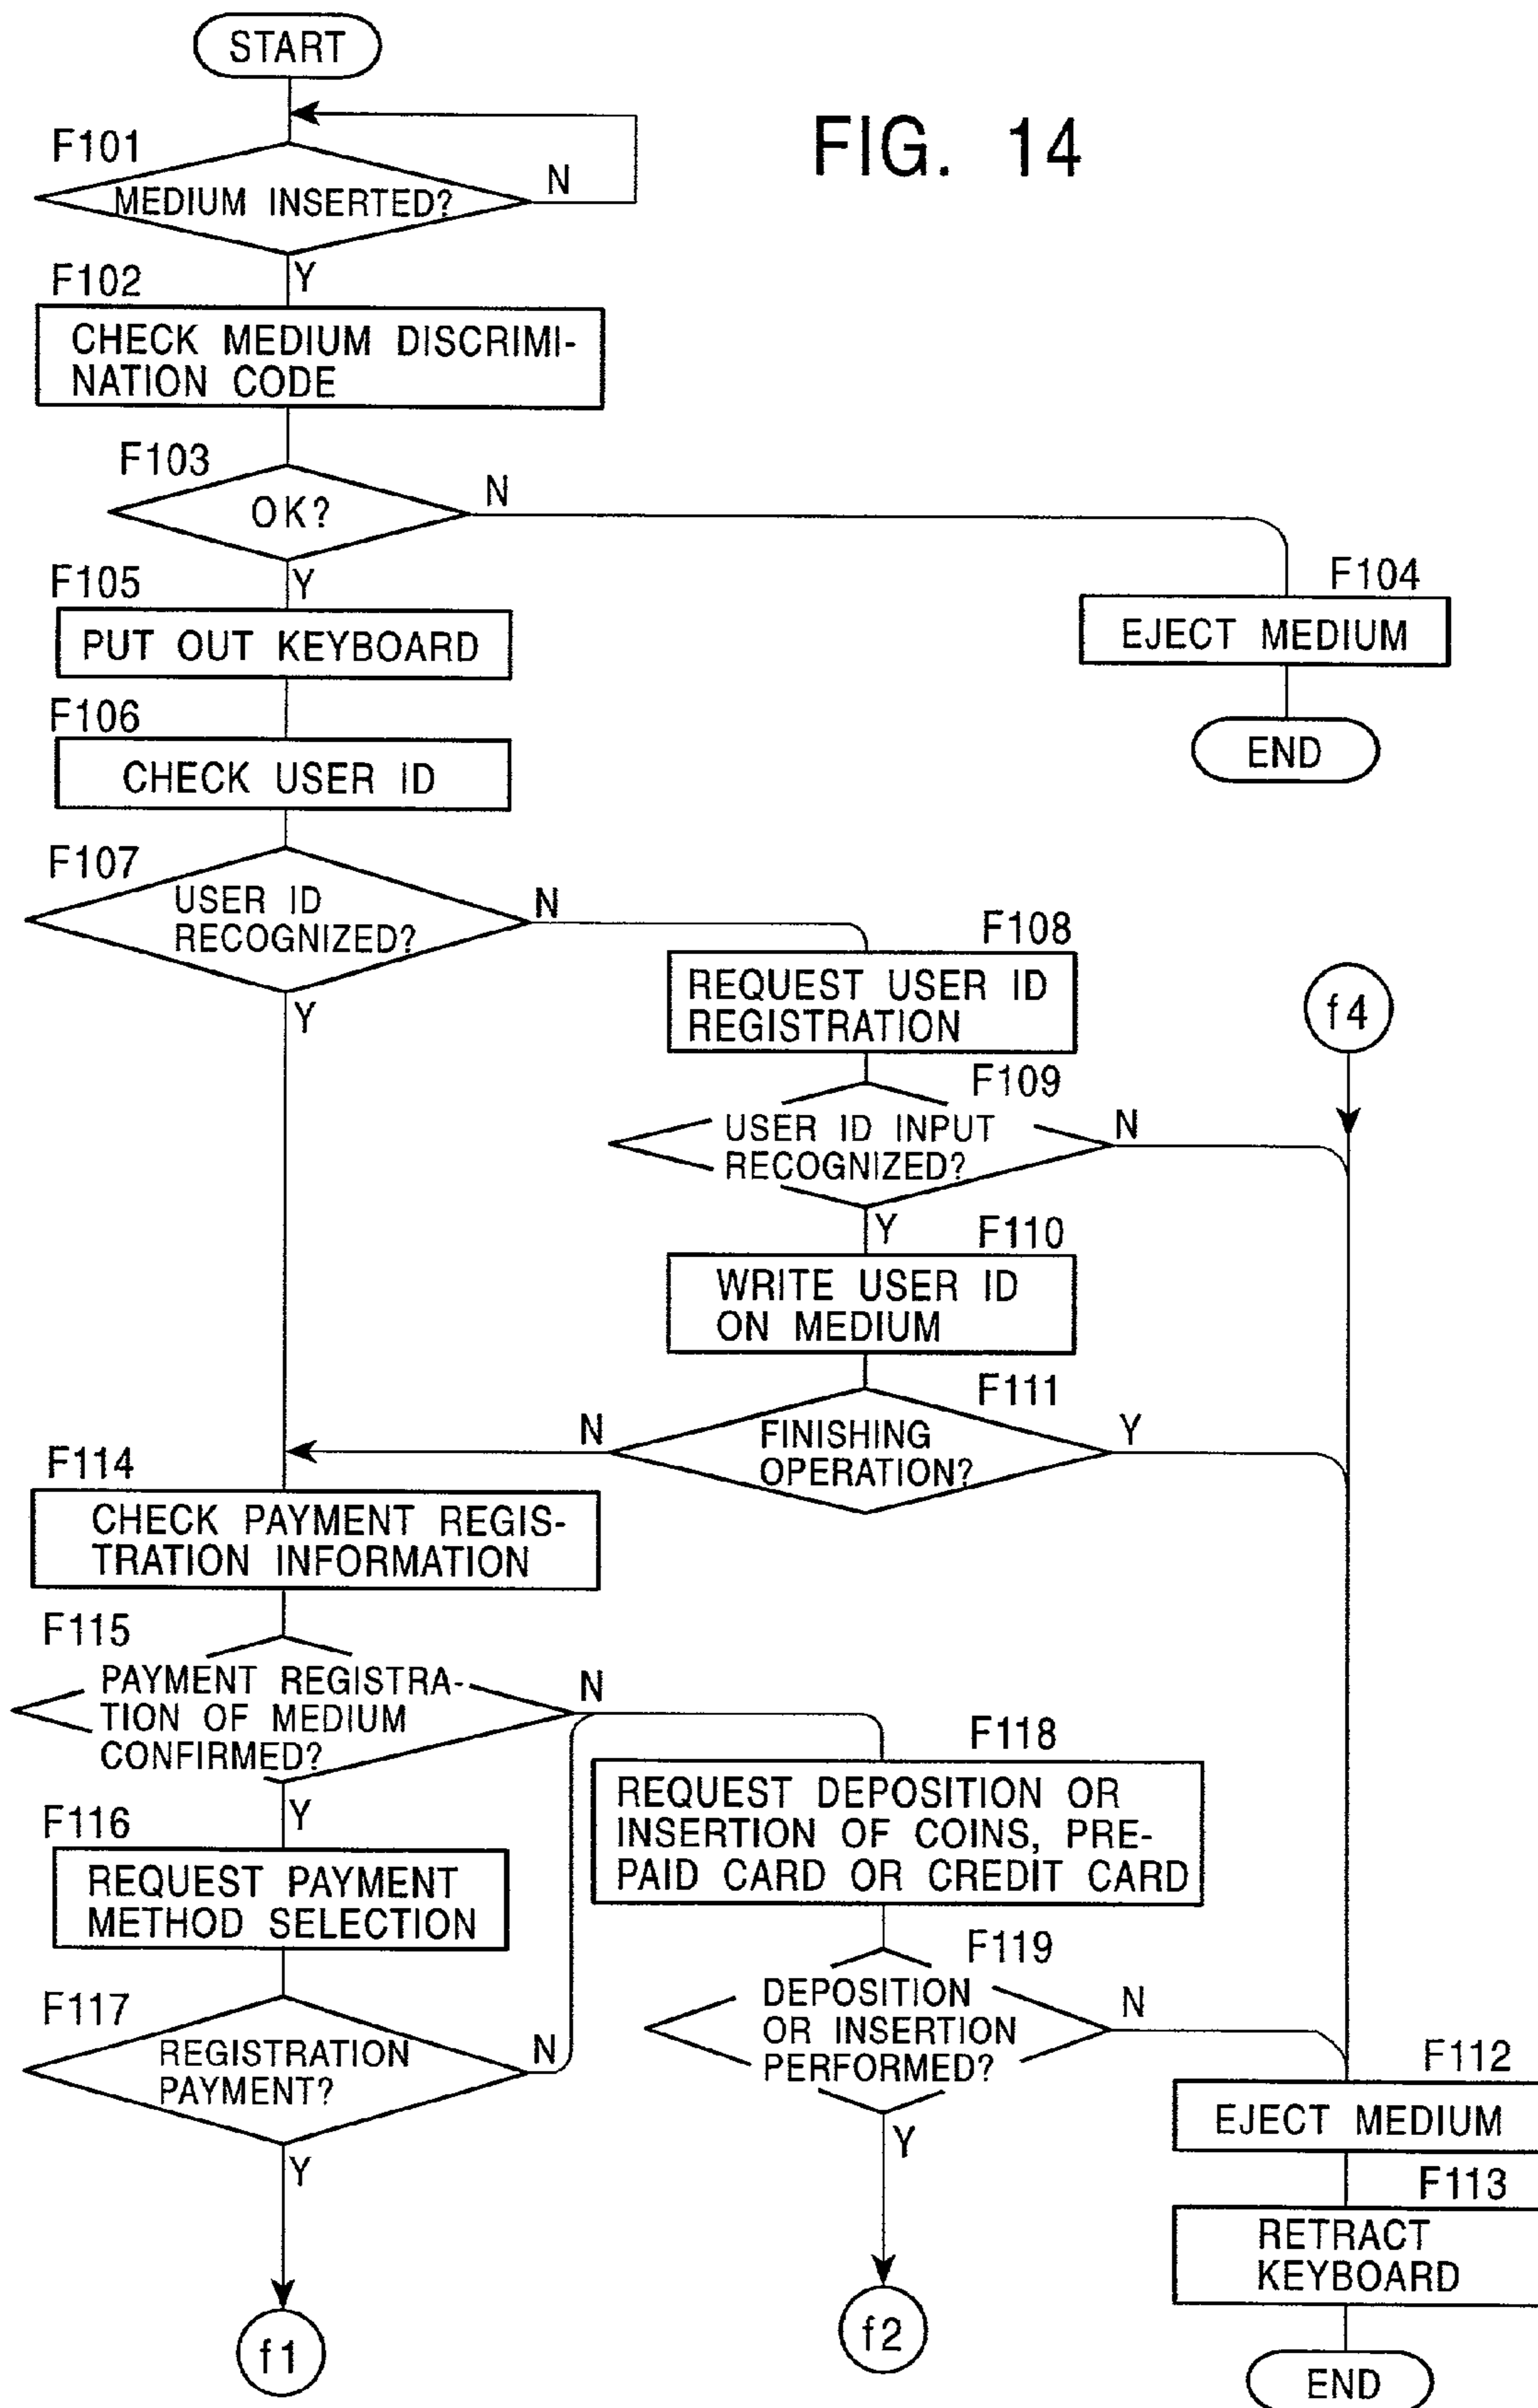 START
FIG. 14
F101
MEDIUM INSERTED?
N
Y
F102
CHECK MEDIUM DISCRIMI-
NATION CODE
F103
OK?
N
Y
F104
EJECT MEDIUM
END
F105
PUT OUT KEYBOARD
F106
CHECK USER ID
F107
USER ID
RECOGNIZED?
N
Y
F108
REQUEST USER ID
REGISTRATION
f4
F109
USER ID INPUT
RECOGNIZED?
N
Y
F110
WRITE USER ID
ON MEDIUM
F111
FINISHING
OPERATION?
N
Y
F114
CHECK PAYMENT REGIS-
TRATION INFORMATION
F115
PAYMENT REGISTRA-
TION OF MEDIUM
CONFIRMED?
N
Y
F116
REQUEST PAYMENT
METHOD SELECTION
F117
REGISTRATION
PAYMENT?
N
Y
f1
F118
REQUEST DEPOSITION OR
INSERTION OF COINS, PRE-
PAID CARD OR CREDIT CARD
F119
DEPOSITION
OR INSERTION
PERFORMED?
N
Y
f2
F112
EJECT MEDIUM
F113
RETRACT
KEYBOARD
END